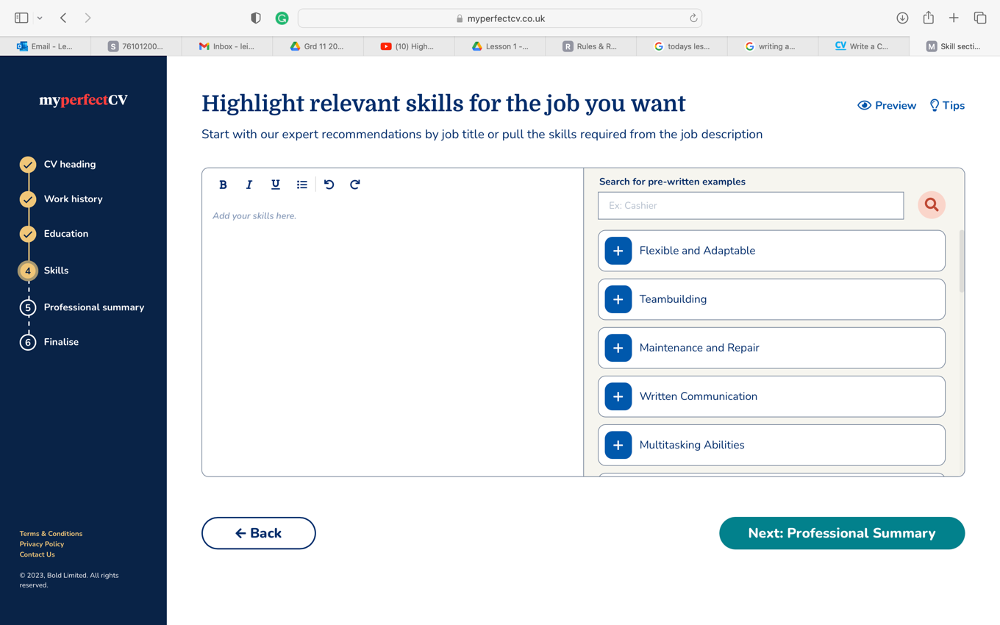 myperfectcv.co.uk
Email - Le...
S 76101200...
Inbox - lei...
Grd 11 20...
(10) High...
Lesson 1 -...
R Rules & R...
todays les...
writing a...
CV Write a C...
M Skill secti...
myperfectCV
CV heading
Work history
Education
4 Skills
5 Professional summary
6 Finalise
Terms & Conditions
Privacy Policy
Contact Us
© 2023, Bold Limited. All rights
reserved.
Highlight relevant skills for the job you want
Preview
Tips
Start with our expert recommendations by job title or pull the skills required from the job description
B I U
Add your skills here.
Search for pre-written examples
Ex: Cashier
Flexible and Adaptable
Teambuilding
Maintenance and Repair
Written Communication
Multitasking Abilities
Back
Next: Professional Summary